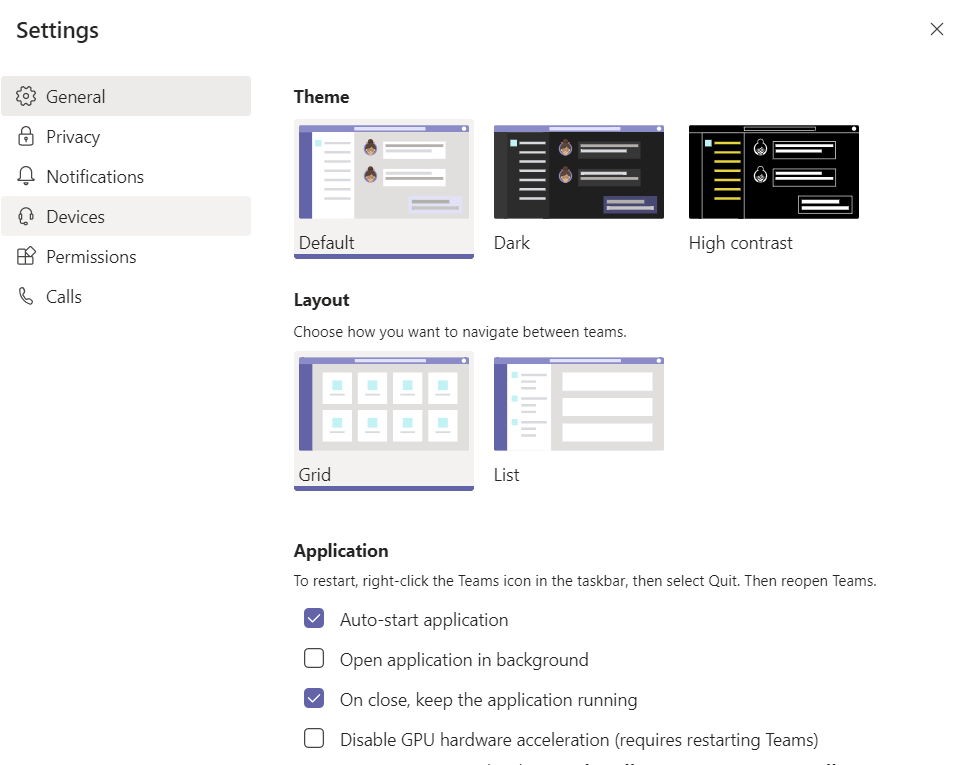 Settings
General
Privacy
Notifications
Devices
Permissions
Calls
Theme
Default
Dark
High contrast
Layout
Choose how you want to navigate between teams.
Grid
List
Application
To restart, right-click the Teams icon in the taskbar, then select Quit. Then reopen Teams.
Auto-start application
Open application in background
On close, keep the application running
Disable GPU hardware acceleration (requires restarting Teams)